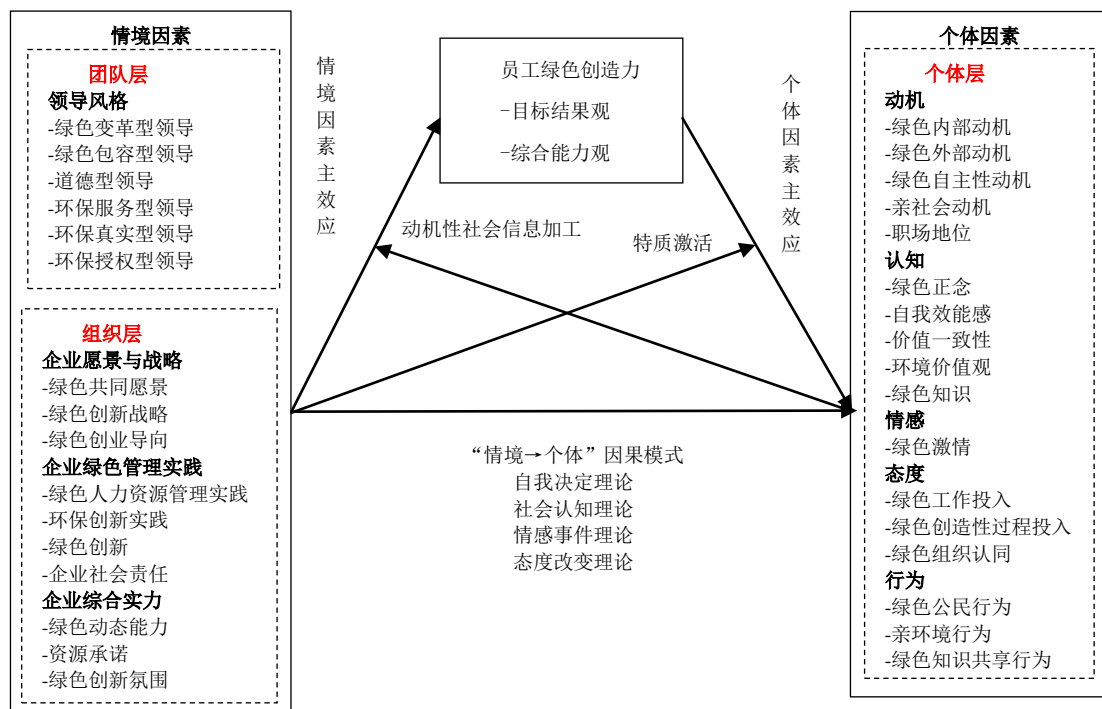 情境因素
团队层
领导风格
-绿色变革型领导
-绿色包容型领导
-道德型领导
-环保服务型领导
-环保真实型领导
-环保授权型领导
组织层
企业愿景与战略
-绿色共同愿景
-绿色创新战略
-绿色创业导向
企业绿色管理实践
-绿色人力资源管理实践
-环保创新实践
-绿色创新
-企业社会责任
企业综合实力
-绿色动态能力
-资源承诺
-绿色创新氛围
情境因素主效应
员工绿色创造力
-目标结果观
-综合能力观
个体因素主效应
动机性社会信息加工
特质激活
“情境→个体”因果模式
自我决定理论
社会认知理论
情感事件理论
态度改变理论
个体因素
个体层
动机
-绿色内部动机
-绿色外部动机
-绿色自主性动机
-亲社会动机
-职场地位
认知
-绿色正念
-自我效能感
-价值一致性
-环境价值观
-绿色知识
情感
-绿色激情
态度
-绿色工作投入
-绿色创造性过程投入
-绿色组织认同
行为
-绿色公民行为
-亲环境行为
-绿色知识共享行为